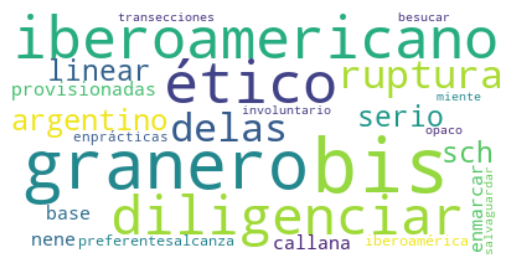 transecciones besucar
iberoamericano
linear ético ruptura
provisionadas miente
argentino involuntario serio
enprácticas delas opaco
granero bis sch
enmarcar salvaguardar
base diligenciar
nene preferentesalcanza callana iberoamérica